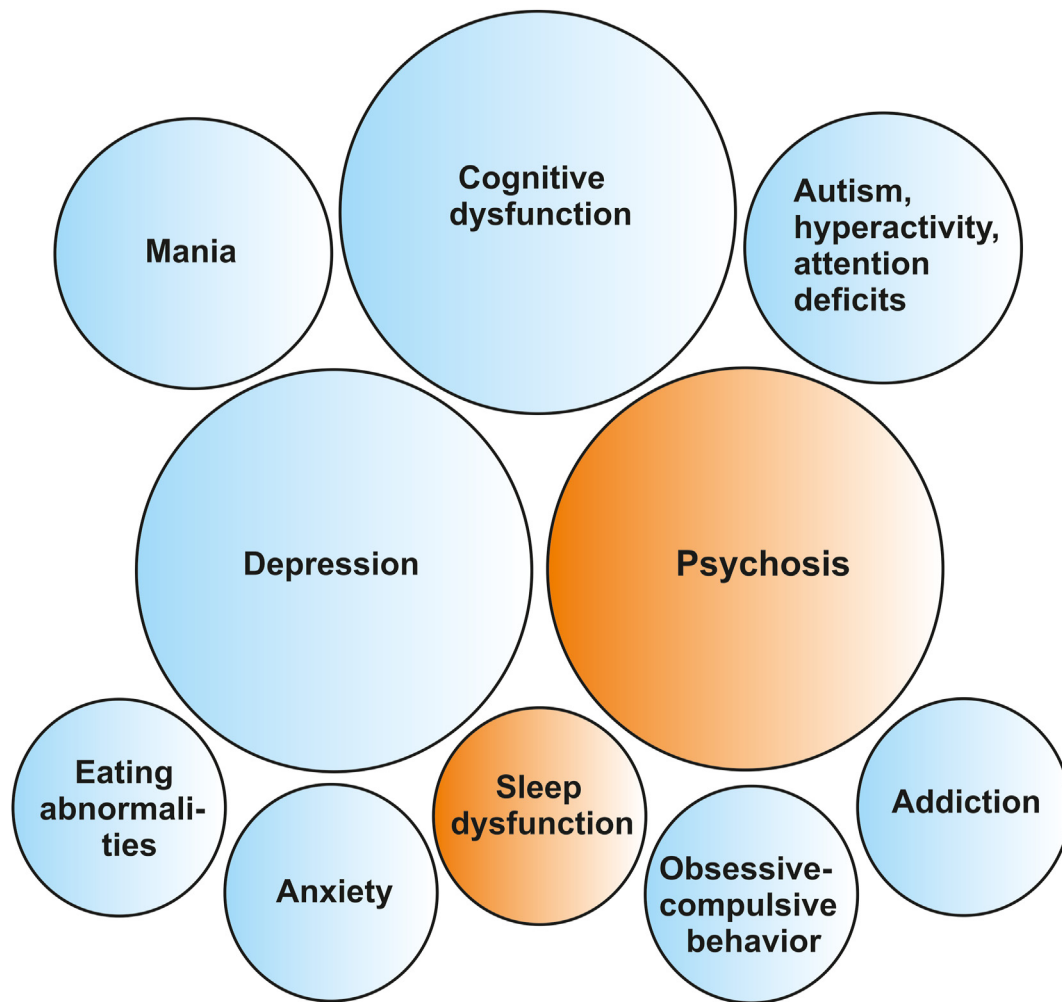 Cognitive
dysfunction
Mania
Autism,
hyperactivity,
attention
deficits
Depression
Psychosis
Eating
abnormali-
ties
Anxiety
Sleep
dysfunction
Obsessive-
compulsive
behavior
Addiction